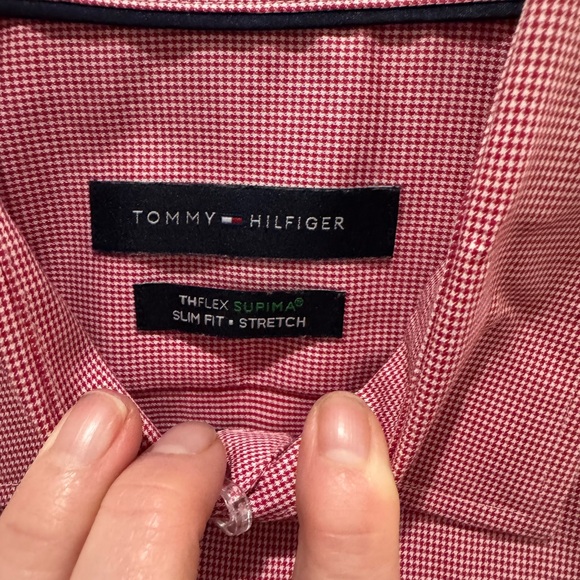 TOMMY HILFIGER
THFLEX SUPIMA®
SLIM FIT ▪ STRETCH